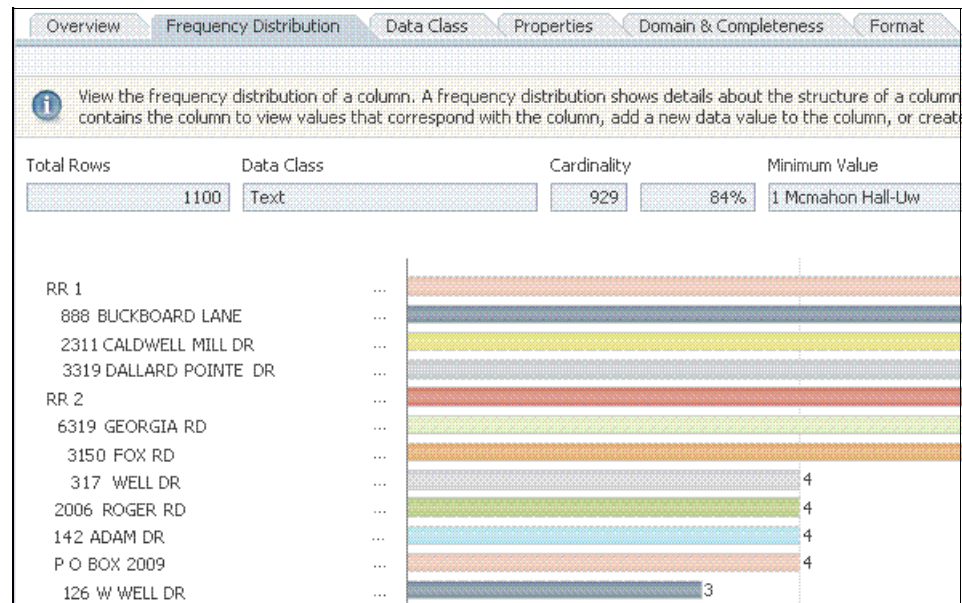 Overview Frequency Distribution Data Class Properties Domain & Completeness Format
View the frequency distribution of a column. A frequency distribution shows details about the structure of a column
contains the column to view values that correspond with the column, add a new data value to the column, or create
Total Rows Data Class Cardinality Minimum Value
1100 Text 929 84% 1 Mcmahon Hall-Uw
RR 1 ...
888 BUCKBOARD LANE ...
2311 CALDWELL MILL DR ...
3319 DALLARD POINTE DR ...
RR 2 ...
6319 GEORGIA RD ...
3150 FOX RD ...
317 WELL DR ... 4
2006 ROGER RD ... 4
142 ADAM DR ... 4
P O BOX 2009 ... 4
126 W WELL DR ... 3